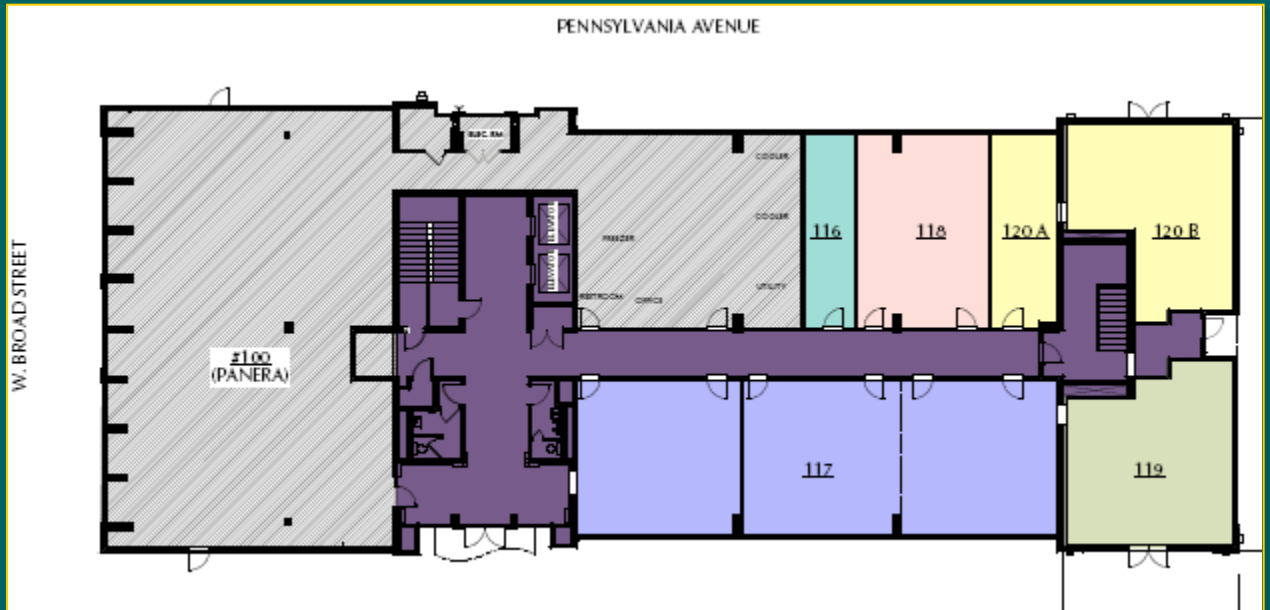 PENNSYLVANIA AVENUE
W. BROAD STREET
ELEC. RM
COOLER
COOLER
FREEZER
UTILITY
RESTROOM
OFFICE
116
118
120 A
120 B
#100
(PANERA)
117
119